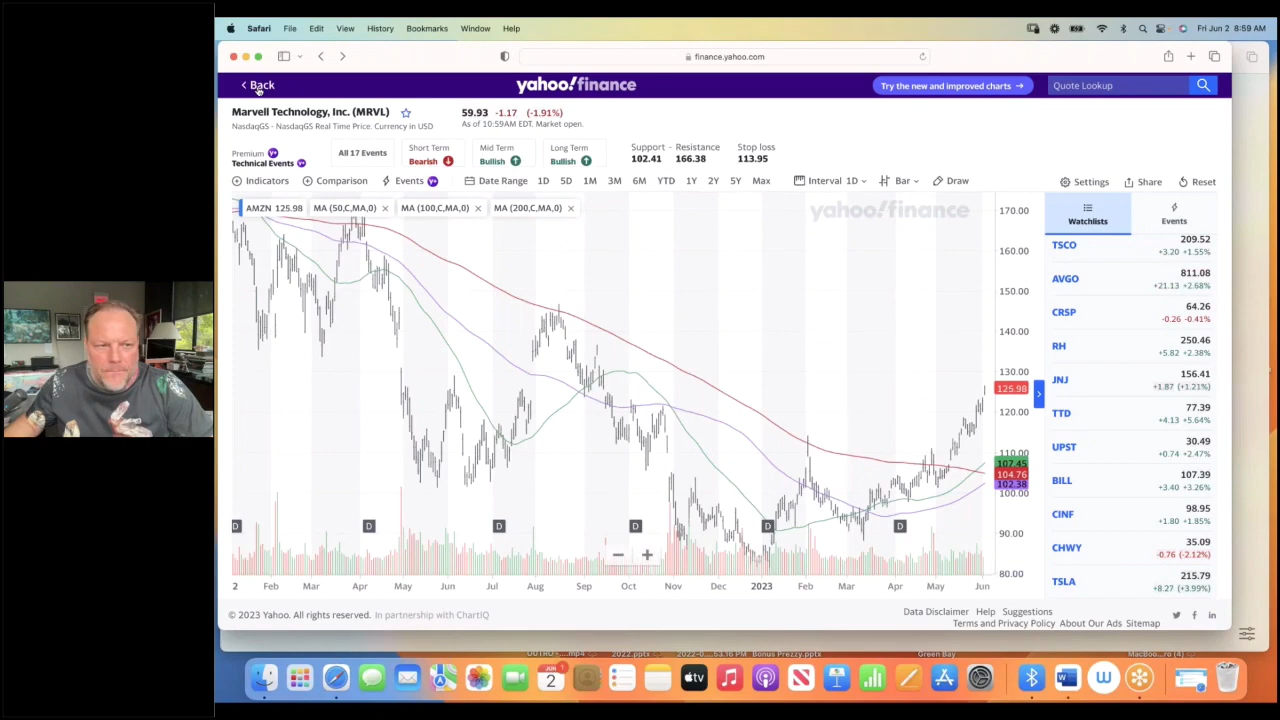 Safari File Edit View History Bookmarks Window Help Fri Jun 2 8:59 AM
finance.yahoo.com
Back yahoo!finance Try the new and improved charts → Quote Lookup
Marvell Technology, Inc. (MRVL) 59.93 -1.17 (-1.91%)
NasdaqGS - NasdaqGS Real Time Price. Currency in USD As of 10:59AM EDT. Market open.
Premium Y+ Technical Events Y+
All 17 Events
Short Term Bearish
Mid Term Bullish
Long Term Bullish
Support - Resistance Stop loss
102.41 166.38 113.95
Indicators Comparison Events Y+ Date Range 1D 5D 1M 3M 6M YTD 1Y 2Y 5Y Max Interval 1D Bar Draw Settings Share Reset
AMZN 125.98 MA (50,C,MA,0) MA (100,C,MA,0) MA (200,C,MA,0)
yahoo!finance
170.00
160.00
150.00
140.00
130.00
125.98
120.00
110.00
107.45
104.76
102.38
100.00
90.00
80.00
D D D D D D
2 Feb Mar Apr May Jun Jul Aug Sep Oct Nov Dec 2023 Feb Mar Apr May Jun
Watchlists Events
TSCO 209.52
+3.20 +1.55%
AVGO 811.08
+21.13 +2.68%
CRSP 64.26
-0.26 -0.41%
RH 250.46
+5.82 +2.38%
JNJ 156.41
+1.87 (+1.21%)
TTD 77.39
+4.13 +5.64%
UPST 30.49
+0.74 +2.47%
BILL 107.39
+3.40 +3.26%
CINF 98.95
+1.80 +1.85%
CHWY 35.09
-0.76 (-2.12%)
TSLA 215.79
+8.27 (+3.99%)
© 2023 Yahoo. All rights reserved. In partnership with ChartIQ
Data Disclaimer Help Suggestions
Terms and Privacy Policy About Our Ads Sitemap
2022.pptx Bonus Prezzy.pptx Green Bay
JUN
2
tv